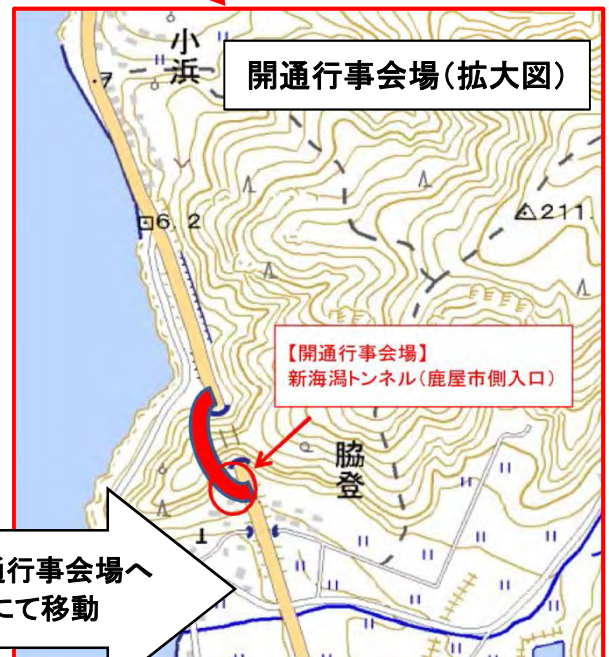 開通行事会場(拡大図)
小浜
7
6.2
211.
【開通行事会場】
新海潟トンネル(鹿屋市側入口)
脇登
通行事会場へ
にて移動